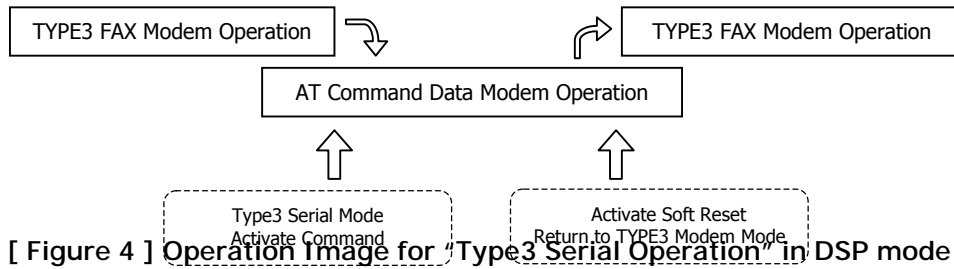 TYPE3 FAX Modem Operation
TYPE3 FAX Modem Operation
AT Command Data Modem Operation
Type3 Serial Mode
Activate Command
Activate Soft Reset
Return to TYPE3 Modem Mode
[ Figure 4 ] Operation Image for “Type3 Serial Operation” in DSP mode